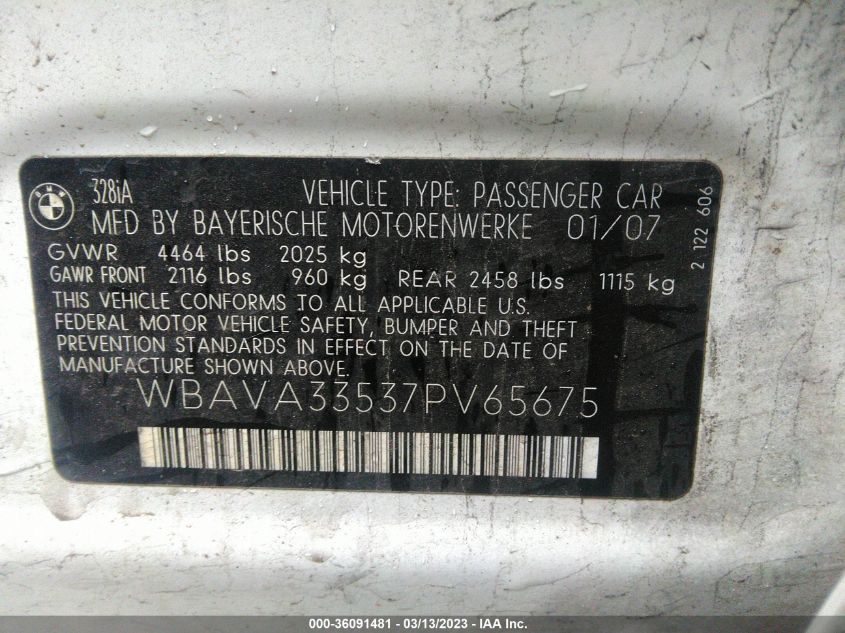 BMW
328iA
VEHICLE TYPE: PASSENGER CAR
MFD BY BAYERISCHE MOTORENWERKE 01/07
GVWR 4464 lbs 2025 kg
GAWR FRONT 2116 lbs 960 kg REAR 2458 lbs 1115 kg
THIS VEHICLE CONFORMS TO ALL APPLICABLE U.S.
FEDERAL MOTOR VEHICLE SAFETY, BUMPER AND THEFT
PREVENTION STANDARDS IN EFFECT ON THE DATE OF
MANUFACTURE SHOWN ABOVE.
WBAVA33537PV65675
2 122 606
000-36091481 - 03/13/2023 - IAA Inc.